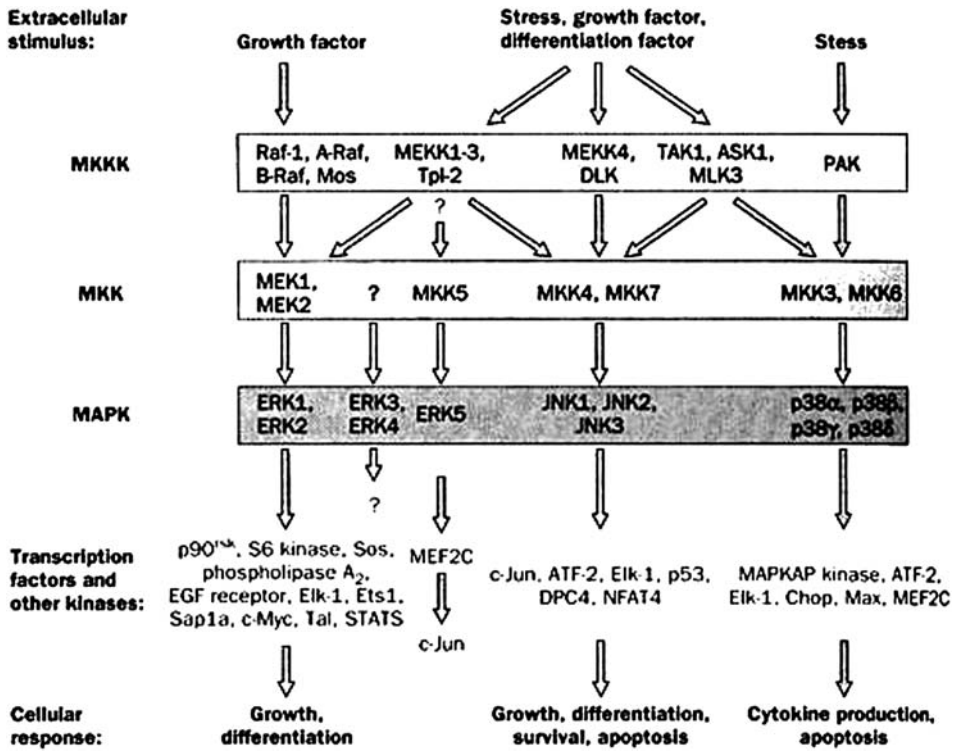 Extracellular stimulus:
Growth factor
Stress, growth factor,
differentiation factor
Stess
MKKK
Raf-1, A-Raf,
B-Raf, Mos
MEKK1-3,
Tpl-2
?
MEKK4,
DLK
TAK1, ASK1,
MLK3
PAK
MKK
MEK1,
MEK2
?
MKK5
MKK4, MKK7
MKK3, MKK6
MAPK
ERK1,
ERK2
ERK3,
ERK4
ERK5
JNK1, JNK2,
JNK3
p38α, p38β,
p38γ, p38δ
?
Transcription
factors and
other kinases:
p90rsk, S6 kinase, Sos,
phospholipase A2,
EGF receptor, Elk-1, Ets1,
Sap1a, c-Myc, Tal, STATS
MEF2C
c-Jun
c-Jun, ATF-2, Elk-1, p53,
DPC4, NFAT4
MAPKAP kinase, ATF-2,
Elk-1, Chop, Max, MEF2C
Cellular
response:
Growth,
differentiation
Growth, differentiation,
survival, apoptosis
Cytokine production,
apoptosis